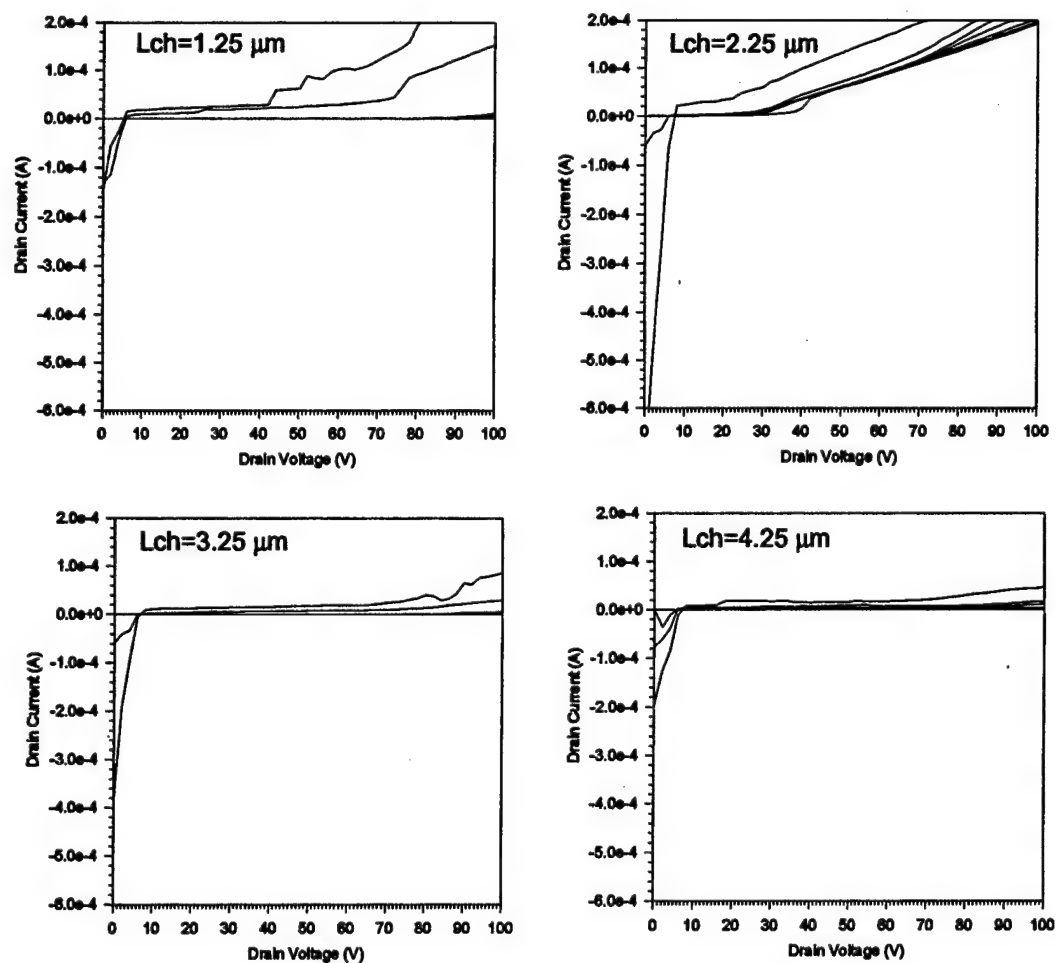 Lch=1.25 µm
2.0e-4
1.0e-4
0.0e+0
-1.0e-4
-2.0e-4
-3.0e-4
-4.0e-4
-5.0e-4
-6.0e-4
Drain Current (A)
0 10 20 30 40 50 60 70 80 90 100
Drain Voltage (V)
Lch=2.25 µm
2.0e-4
1.0e-4
0.0e+0
-1.0e-4
-2.0e-4
-3.0e-4
-4.0e-4
-5.0e-4
-6.0e-4
Drain Current (A)
0 10 20 30 40 50 60 70 80 90 100
Drain Voltage (V)
Lch=3.25 µm
2.0e-4
1.0e-4
0.0e+0
-1.0e-4
-2.0e-4
-3.0e-4
-4.0e-4
-5.0e-4
-6.0e-4
Drain Current (A)
0 10 20 30 40 50 60 70 80 90 100
Drain Voltage (V)
Lch=4.25 µm
2.0e-4
1.0e-4
0.0e+0
-1.0e-4
-2.0e-4
-3.0e-4
-4.0e-4
-5.0e-4
-6.0e-4
Drain Current (A)
0 10 20 30 40 50 60 70 80 90 100
Drain Voltage (V)